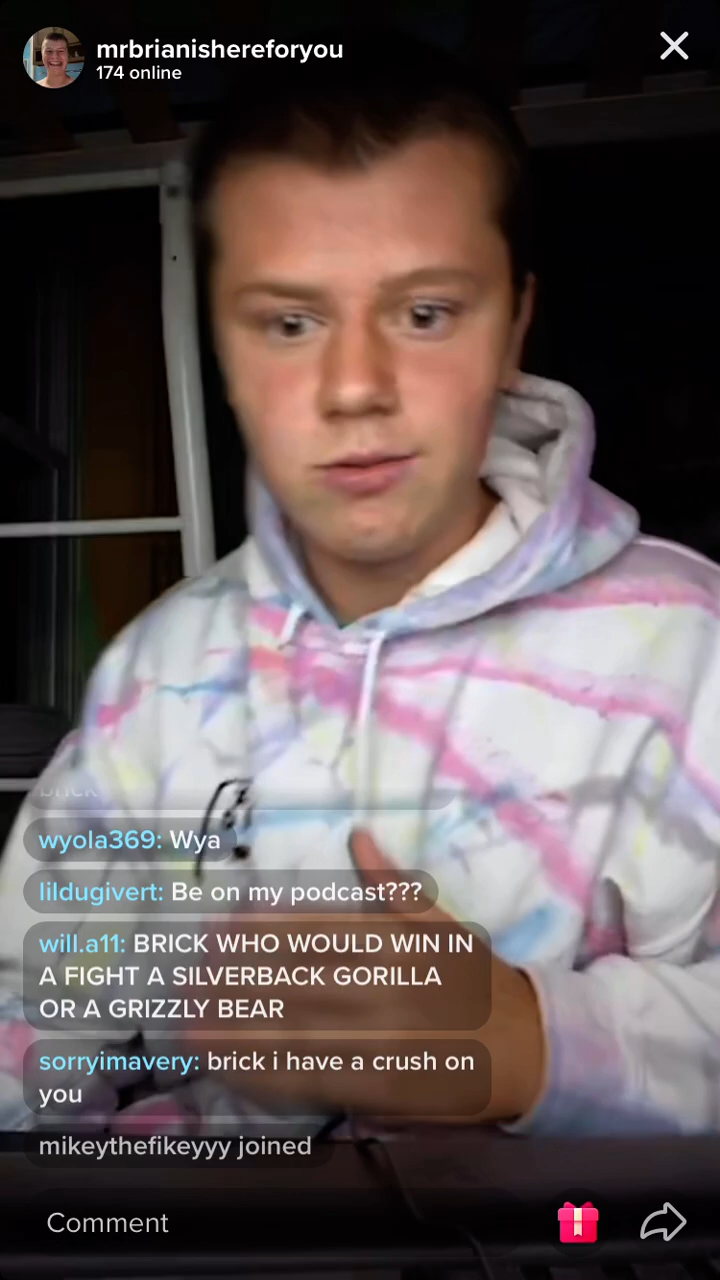 mrbrianishereforyou
174 online
brick
wyola369: Wya
lildugivert: Be on my podcast???
will.a11: BRICK WHO WOULD WIN IN
A FIGHT A SILVERBACK GORILLA
OR A GRIZZLY BEAR
sorryimavery: brick i have a crush on
you
mikeythefikeyyy joined
Comment